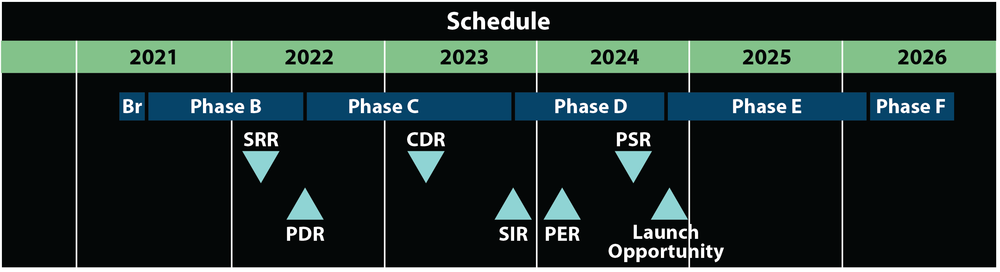 Schedule
2021 2022 2023 2024 2025 2026
Br Phase B Phase C Phase D Phase E Phase F
SRR CDR PSR
PDR SIR PER Launch
Opportunity